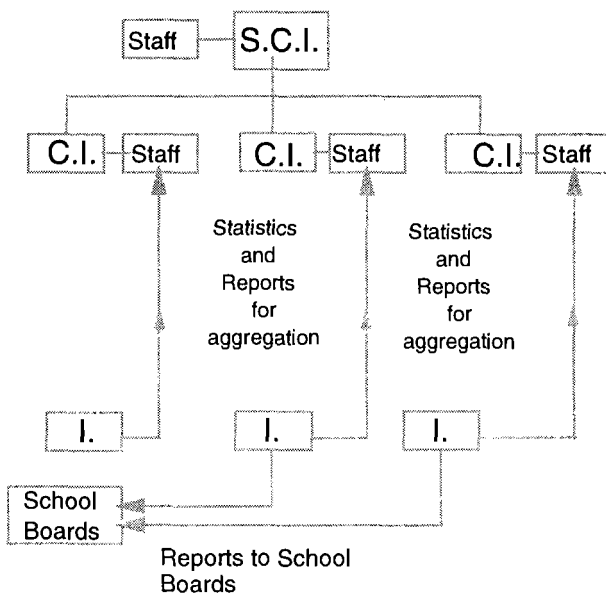 Staff S.C.I.
C.I. Staff C.I. Staff C.I. Staff
Statistics
and
Reports
for
aggregation
Statistics
and
Reports
for
aggregation
I. I. I.
School
Boards
Reports to School
Boards